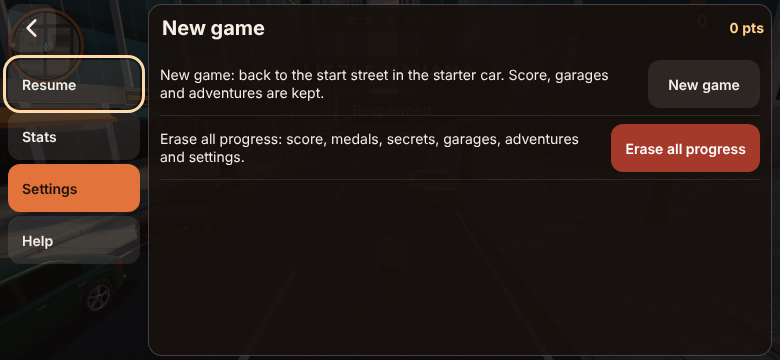 New game
0 pts
Resume
New game: back to the start street in the starter car. Score, garages
and adventures are kept.
New game
Stats
Erase all progress: score, medals, secrets, garages, adventures
and settings.
Erase all progress
Settings
Help